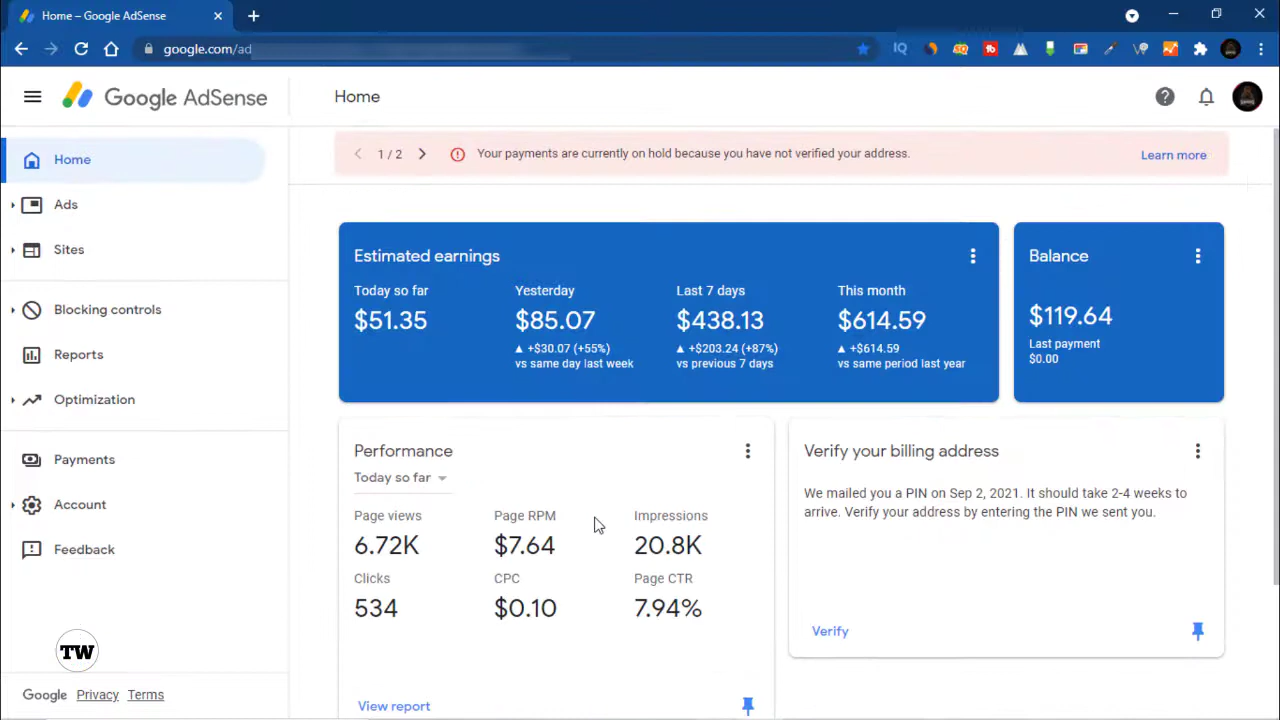 Home – Google AdSense
google.com/ad
IQ
Google AdSense
Home
Home
1 / 2
Your payments are currently on hold because you have not verified your address.
Learn more
Ads
Sites
Blocking controls
Reports
Optimization
Payments
Account
Feedback
Estimated earnings
Today so far
Yesterday
Last 7 days
This month
$51.35
$85.07
$438.13
$614.59
+$30.07 (+55%)
+$203.24 (+87%)
+$614.59
vs same day last week
vs previous 7 days
vs same period last year
Balance
$119.64
Last payment
$0.00
Performance
Today so far
Page views
Page RPM
Impressions
6.72K
$7.64
20.8K
Clicks
CPC
Page CTR
534
$0.10
7.94%
View report
Verify your billing address
We mailed you a PIN on Sep 2, 2021. It should take 2-4 weeks to
arrive. Verify your address by entering the PIN we sent you.
Verify
TW
Google Privacy Terms